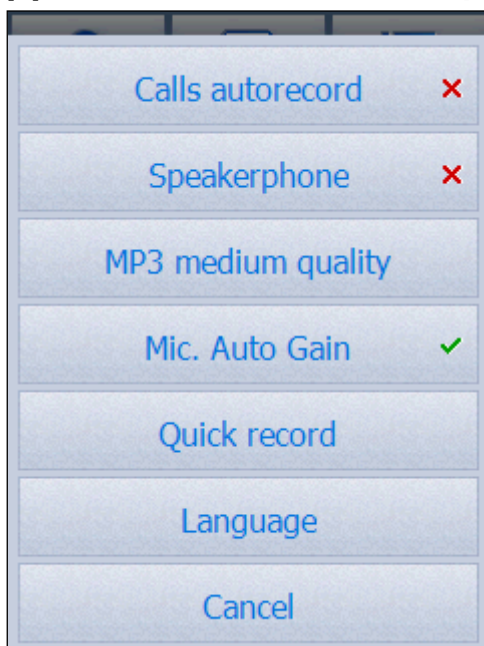 Calls autorecord
Speakerphone
MP3 medium quality
Mic. Auto Gain
Quick record
Language
Cancel